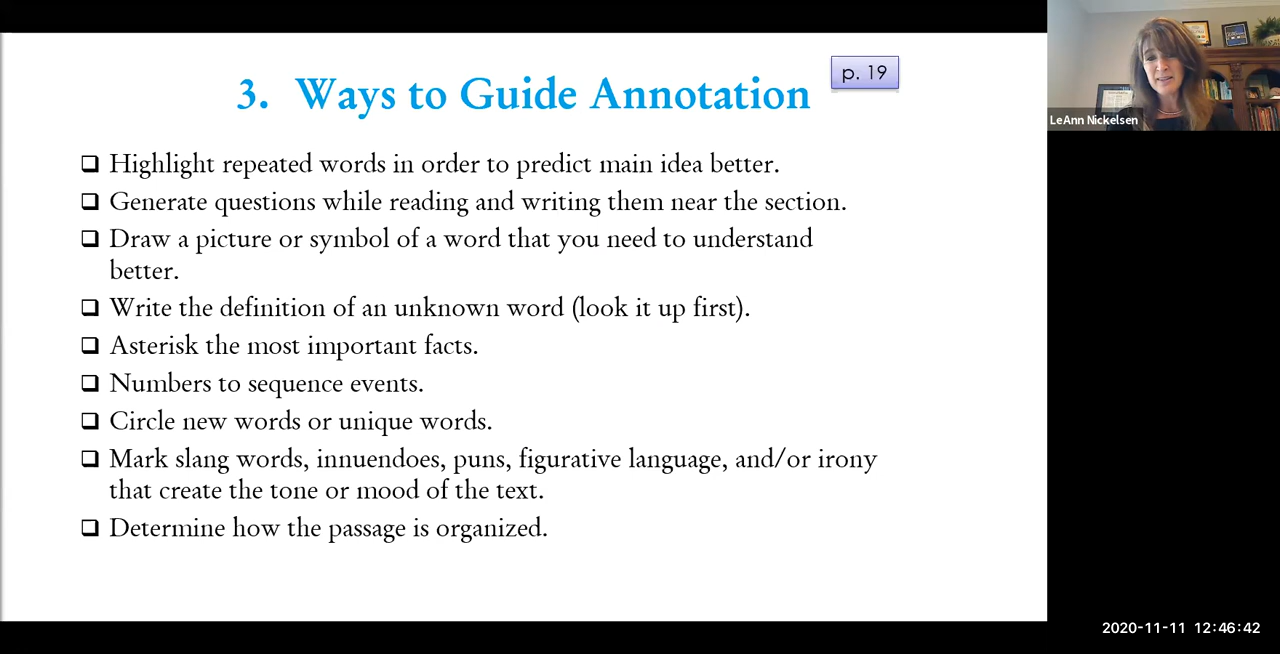 3. Ways to Guide Annotation
p. 19
Highlight repeated words in order to predict main idea better.
Generate questions while reading and writing them near the section.
Draw a picture or symbol of a word that you need to understand
better.
Write the definition of an unknown word (look it up first).
Asterisk the most important facts.
Numbers to sequence events.
Circle new words or unique words.
Mark slang words, innuendoes, puns, figurative language, and/or irony
that create the tone or mood of the text.
Determine how the passage is organized.
LeAnn Nickelsen
2020-11-11 12:46:42